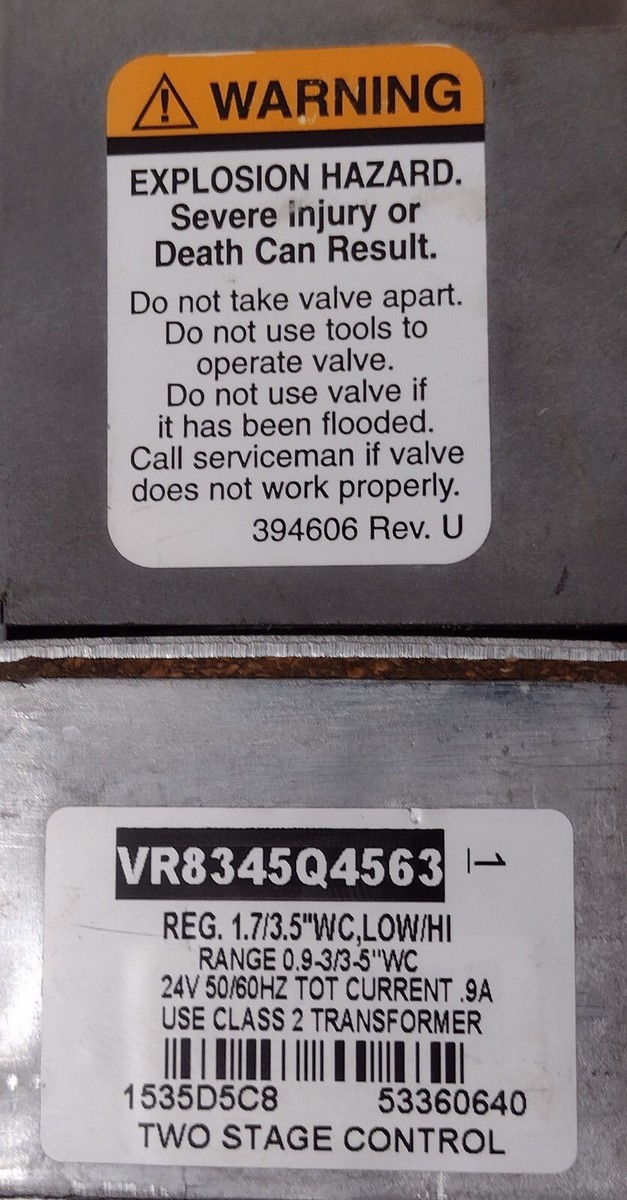 WARNING
EXPLOSION HAZARD.
Severe injury or
Death Can Result.
Do not take valve apart.
Do not use tools to
operate valve.
Do not use valve if
it has been flooded.
Call serviceman if valve
does not work properly.
394606 Rev. U
VR8345Q4563 1
REG. 1.7/3.5"WC,LOW/HI
RANGE 0.9-3/3-5"WC
24V 50/60HZ TOT CURRENT .9A
USE CLASS 2 TRANSFORMER
1535D5C8 53360640
TWO STAGE CONTROL